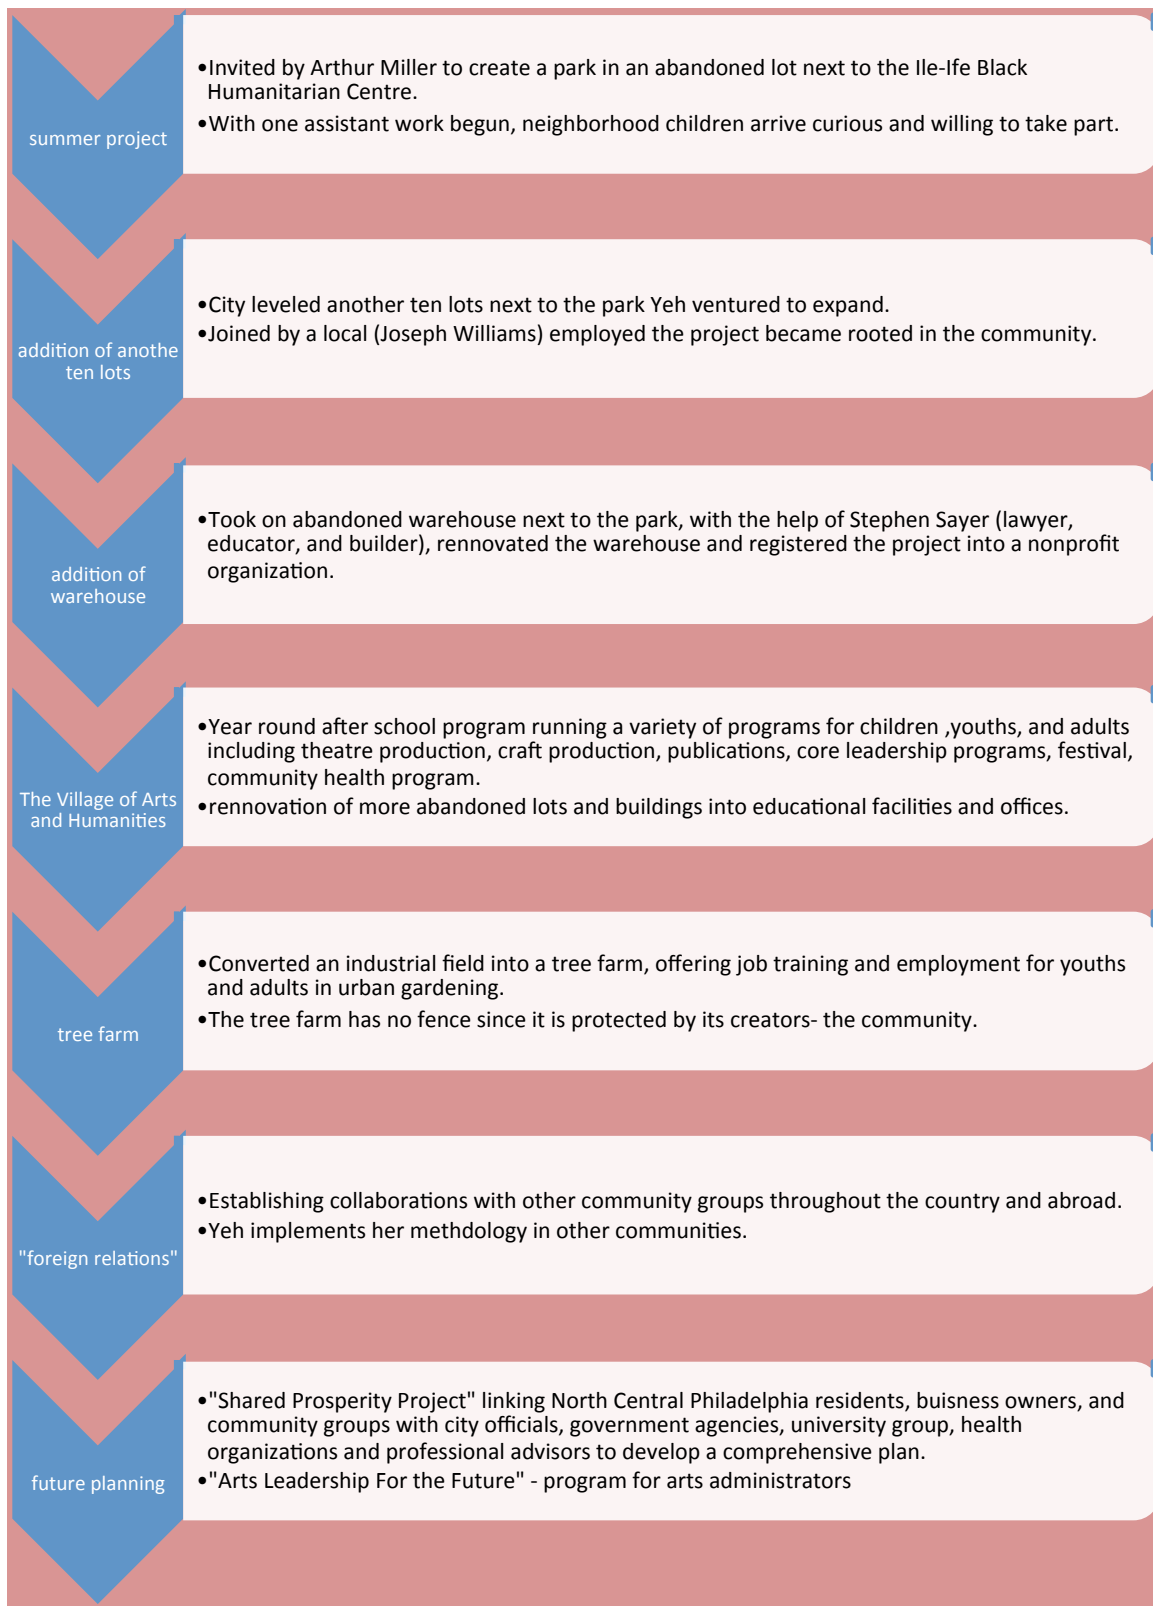 summer project
•Invited by Arthur Miller to create a park in an abandoned lot next to the Ile-Ife Black
Humanitarian Centre.
•With one assistant work begun, neighborhood children arrive curious and willing to take part.
addition of anothe
ten lots
•City leveled another ten lots next to the park Yeh ventured to expand.
•Joined by a local (Joseph Williams) employed the project became rooted in the community.
addition of
warehouse
•Took on abandoned warehouse next to the park, with the help of Stephen Sayer (lawyer,
educator, and builder), rennovated the warehouse and registered the project into a nonprofit
organization.
The Village of Arts
and Humanities
•Year round after school program running a variety of programs for children ,youths, and adults
including theatre production, craft production, publications, core leadership programs, festival,
community health program.
•rennovation of more abandoned lots and buildings into educational facilities and offices.
tree farm
•Converted an industrial field into a tree farm, offering job training and employment for youths
and adults in urban gardening.
•The tree farm has no fence since it is protected by its creators- the community.
"foreign relations"
•Establishing collaborations with other community groups throughout the country and abroad.
•Yeh implements her methdology in other communities.
future planning
•"Shared Prosperity Project" linking North Central Philadelphia residents, buisness owners, and
community groups with city officials, government agencies, university group, health
organizations and professional advisors to develop a comprehensive plan.
•"Arts Leadership For the Future" - program for arts administrators